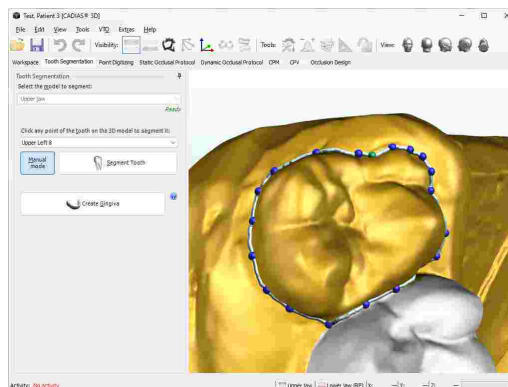 Test, Patient 3 [CADIAS® 3D]
File Edit View Tools VTO Extras Help
Visibility: Tools: View:
Workspace Tooth Segmentation Point Digitizing Static Occlusal Protocol Dynamic Occlusal Protocol CPM CPV Occlusion Design
Tooth Segmentation
Select the model to segment:
Upper Jaw
Ready
Click any point of the tooth on the 3D model to segment it:
Upper Left 8
Manual mode
Segment Tooth
Create Gingiva
Activity: No activity
Upper Jaw Lower Jaw (RP) X: — Y: — Z: —